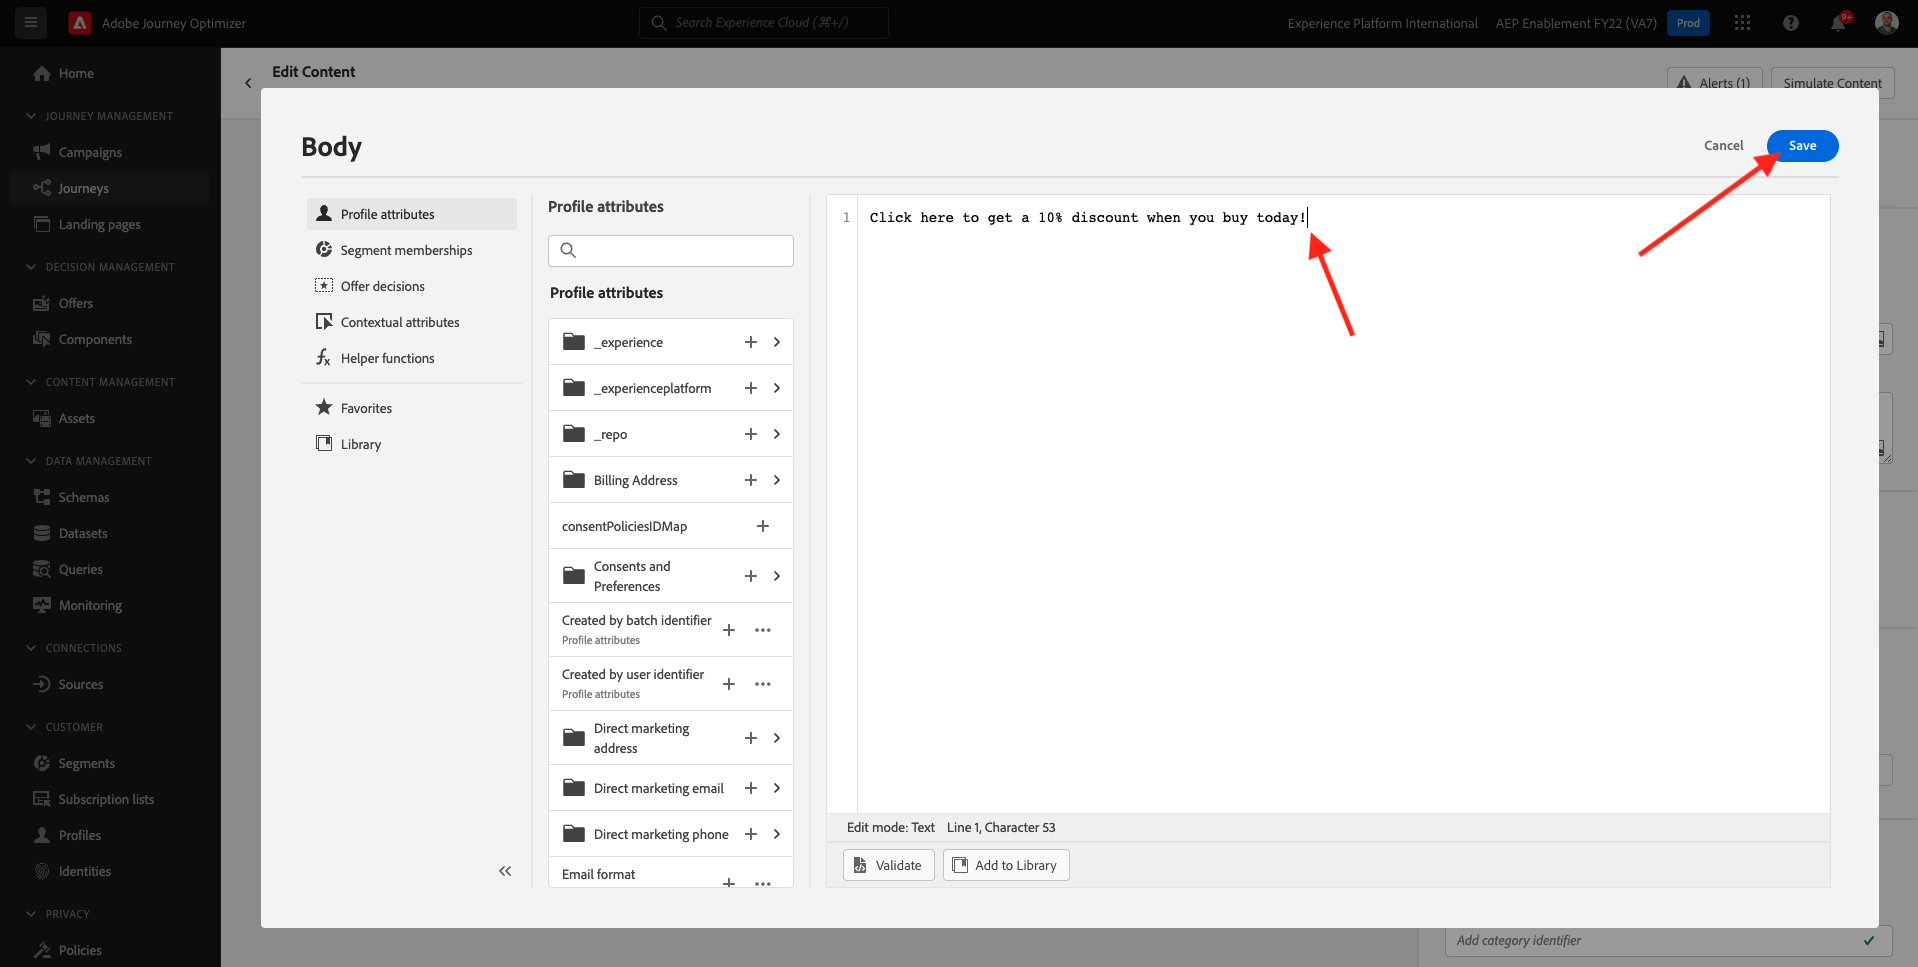 Adobe Journey Optimizer
Search Experience Cloud (⌘+/)
Experience Platform International
AEP Enablement FY22 (VA7)
Prod
9+
Home
JOURNEY MANAGEMENT
Campaigns
Journeys
Landing pages
DECISION MANAGEMENT
Offers
Components
CONTENT MANAGEMENT
Assets
DATA MANAGEMENT
Schemas
Datasets
Queries
Monitoring
CONNECTIONS
Sources
CUSTOMER
Segments
Subscription lists
Profiles
Identities
PRIVACY
Policies
Edit Content
Alerts (1)
Simulate Content
Body
Cancel
Save
Profile attributes
Segment memberships
Offer decisions
Contextual attributes
Helper functions
Favorites
Library
Profile attributes
Profile attributes
_experience
_experienceplatform
_repo
Billing Address
consentPoliciesIDMap
Consents and
Preferences
Created by batch identifier
Profile attributes
Created by user identifier
Profile attributes
Direct marketing
address
Direct marketing email
Direct marketing phone
Email format
1 Click here to get a 10% discount when you buy today!
Edit mode: Text Line 1, Character 53
Validate
Add to Library
Add category identifier